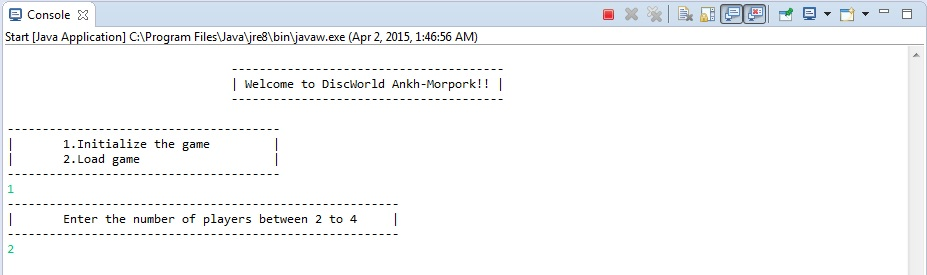 Console
Start [Java Application] C:\Program Files\Java\jre8\bin\javaw.exe (Apr 2, 2015, 1:46:56 AM)
---------------------------------------
| Welcome to DiscWorld Ankh-Morpork!! |
---------------------------------------
---------------------------------------
|       1.Initialize the game         |
|       2.Load game                   |
---------------------------------------
1
--------------------------------------------------------
|       Enter the number of players between 2 to 4     |
--------------------------------------------------------
2